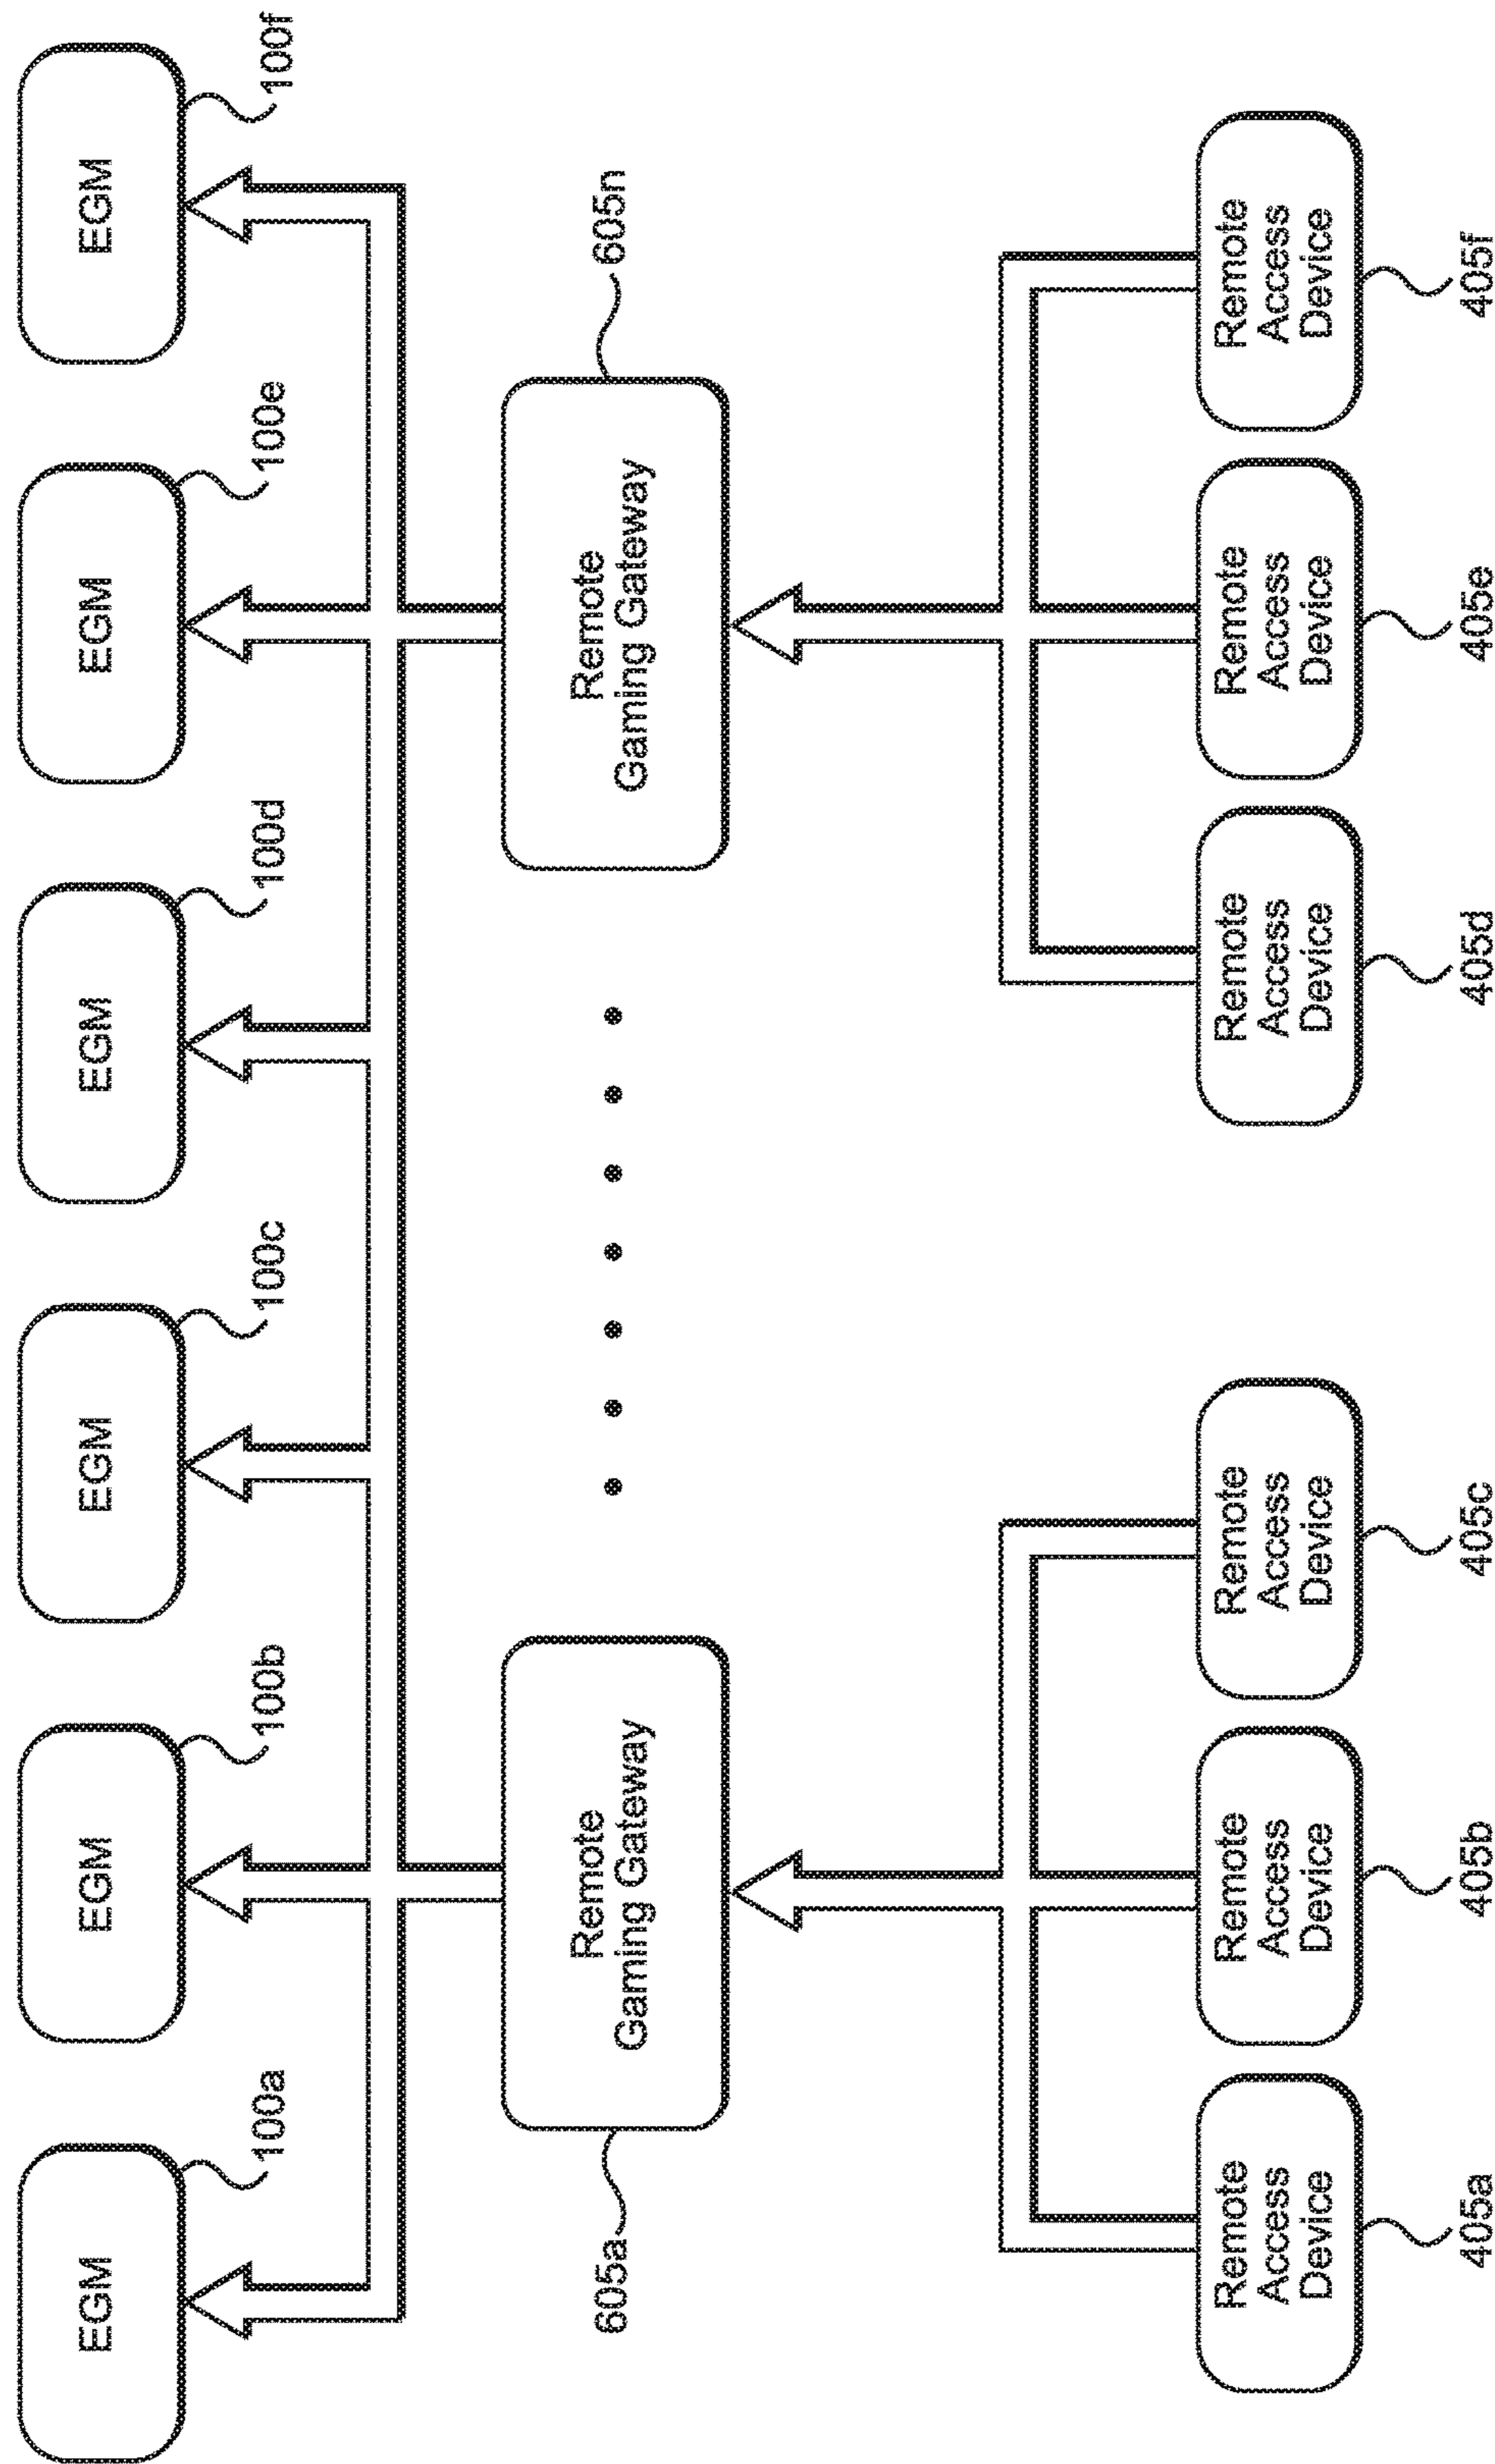 EGM
EGM
EGM
EGM
EGM
EGM
100a
100b
100c
100d
100e
100f
605a
Remote
Gaming Gateway
Remote
Gaming Gateway
605n
Remote
Access
Device
Remote
Access
Device
Remote
Access
Device
Remote
Access
Device
Remote
Access
Device
Remote
Access
Device
405a
405b
405c
405d
405e
405f